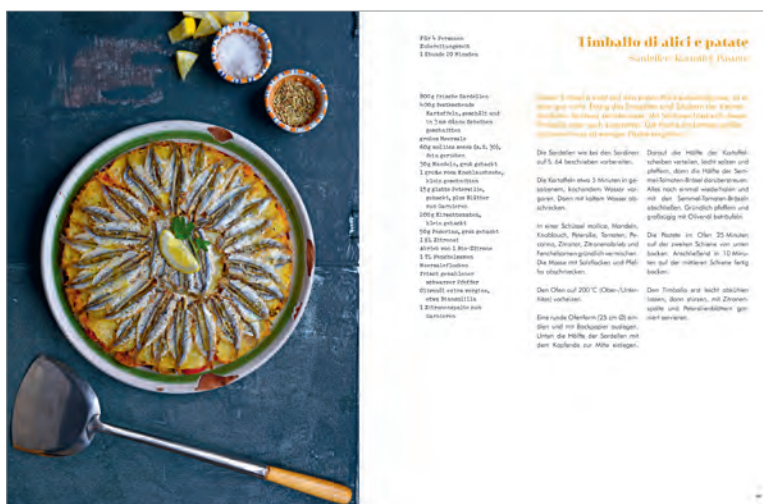 Für 4 Personen
Zubereitungszeit
1 Stunde 20 Minuten
800 g frische Sardellen
400 g festkochende
Kartoffeln, geschält und
in 3 mm dünne Scheiben
geschnitten
grobes Meersalz
60 g mollica secca (s. S. 30),
fein gerieben
30 g Mandeln, grob gehackt
1 große rote Knoblauchzehe,
klein geschnitten
15 g glatte Petersilie,
gehackt, plus Blätter
zum Garnieren
200 g Kirschtomaten,
klein geschnitten
50 g Pecorino, grob gehackt
1 EL Zitronat
Abrieb von 1 Bio-Zitrone
1 TL Fenchelsamen
Meersalzflocken
frisch gemahlener
schwarzer Pfeffer
Olivenöl extra vergine,
etwa Biancolilla
1 Zitronenspalte zum
Garnieren
Timballo di alici e patate
Sardellen-Kartoffel-Pastete
Die Sardellen wie bei den Sardinen
auf S. 64 beschrieben vorbereiten.
Die Kartoffeln etwa 5 Minuten in ge-
salzenem, kochendem Wasser vor-
garen. Dann mit kaltem Wasser ab-
schrecken.
In einer Schüssel mollica, Mandeln,
Knoblauch, Petersilie, Tomaten, Pe-
corino, Zitronat, Zitronenabrieb und
Fenchelsamen gründlich vermischen.
Die Masse mit Salzflocken und Pfef-
fer abschmecken.
Den Ofen auf 200 °C (Ober-/Unter-
hitze) vorheizen.
Eine runde Ofenform (25 cm Ø) ein-
ölen und mit Backpapier auslegen.
Unten die Hälfte der Sardellen mit
dem Kopfende zur Mitte einlegen.
Darauf die Hälfte der Kartoffel-
scheiben verteilen, leicht salzen und
pfeffern, dann die Hälfte der Sem-
mel-Tomaten-Brösel darüberstreuen.
Alles noch einmal wiederholen und
mit den Semmel-Tomaten-Bröseln
abschließen. Gründlich pfeffern und
großzügig mit Olivenöl beträufeln.
Die Pastete im Ofen 25 Minuten
auf der zweiten Schiene von unten
backen. Anschließend in 10 Minu-
ten auf der mittleren Schiene fertig
backen.
Den Timballo erst leicht abkühlen
lassen, dann stürzen, mit Zitronen-
spalte und Petersilienblättern gar-
niert servieren.